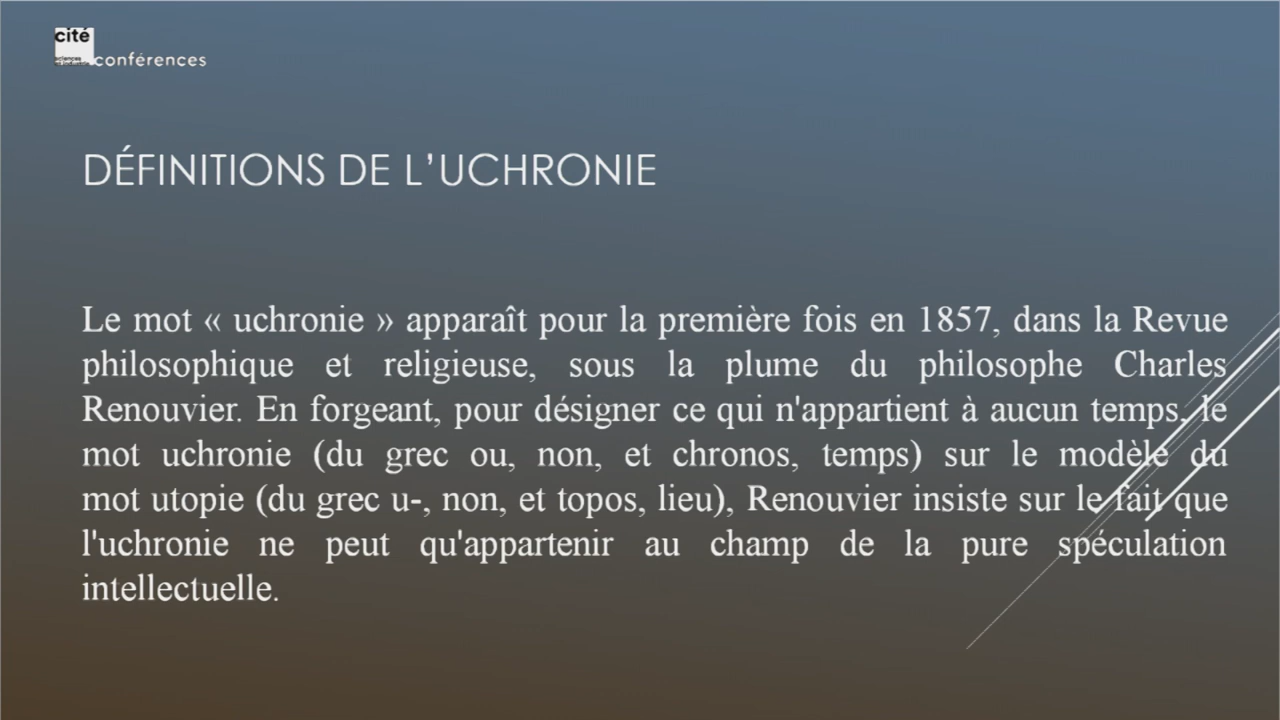 cité
sciences
et industrie
conférences
DÉFINITIONS DE L’UCHRONIE
Le mot « uchronie » apparaît pour la première fois en 1857, dans la Revue
philosophique et religieuse, sous la plume du philosophe Charles
Renouvier. En forgeant, pour désigner ce qui n'appartient à aucun temps, le
mot uchronie (du grec ou, non, et chronos, temps) sur le modèle du
mot utopie (du grec u-, non, et topos, lieu), Renouvier insiste sur le fait que
l'uchronie ne peut qu'appartenir au champ de la pure spéculation
intellectuelle.